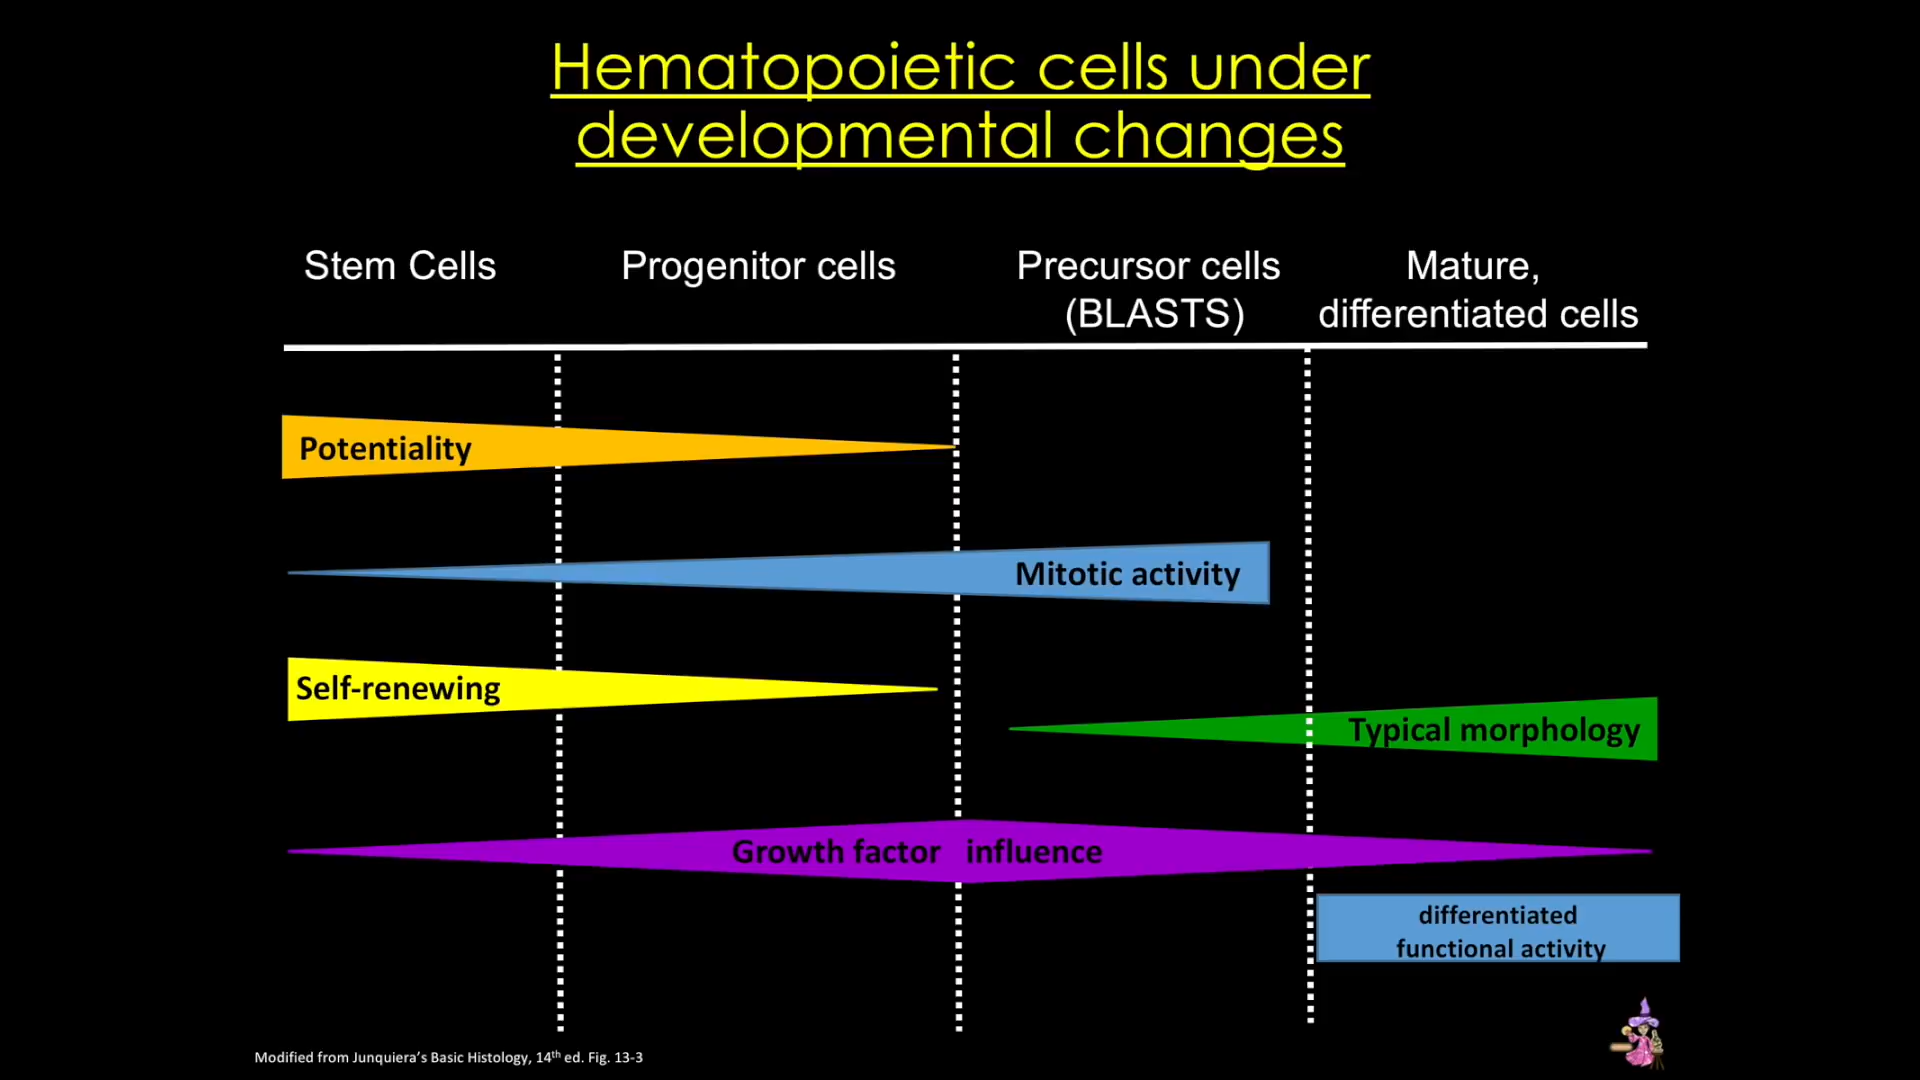 Hematopoietic cells under
developmental changes
Stem Cells
Progenitor cells
Precursor cells
(BLASTS)
Mature,
differentiated cells
Potentiality
Mitotic activity
Self-renewing
Typical morphology
Growth factor influence
differentiated
functional activity
Modified from Junquiera's Basic Histology, 14th ed. Fig. 13-3